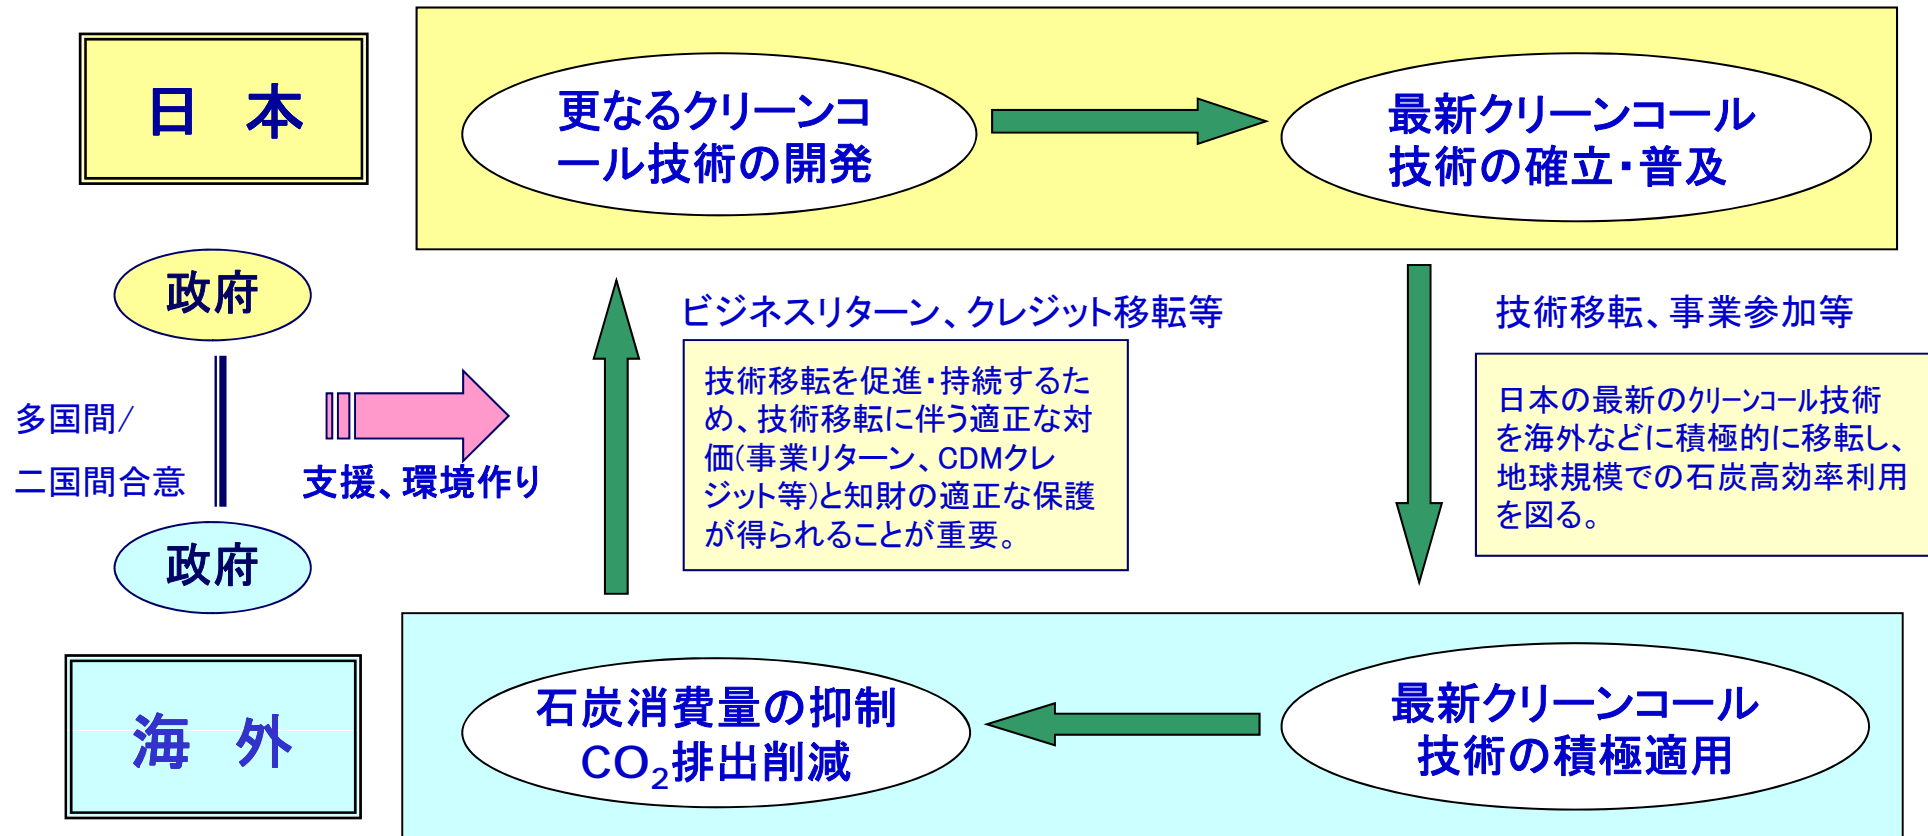 日 本
更なるクリーンコ
ール技術の開発
最新クリーンコール
技術の確立・普及
政府
多国間/
二国間合意
政府
支援、環境作り
ビジネスリターン、クレジット移転等
技術移転を促進・持続するた
め、技術移転に伴う適正な対
価(事業リターン、CDMクレ
ジット等)と知財の適正な保護
が得られることが重要。
技術移転、事業参加等
日本の最新のクリーンコール技術
を海外などに積極的に移転し、
地球規模での石炭高効率利用
を図る。
海 外
石炭消費量の抑制
CO₂排出削減
最新クリーンコール
技術の積極適用